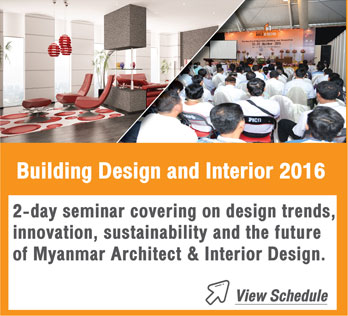 Building Design and Interior 2016
2-day seminar covering on design trends,
innovation, sustainability and the future
of Myanmar Architect & Interior Design.
View Schedule